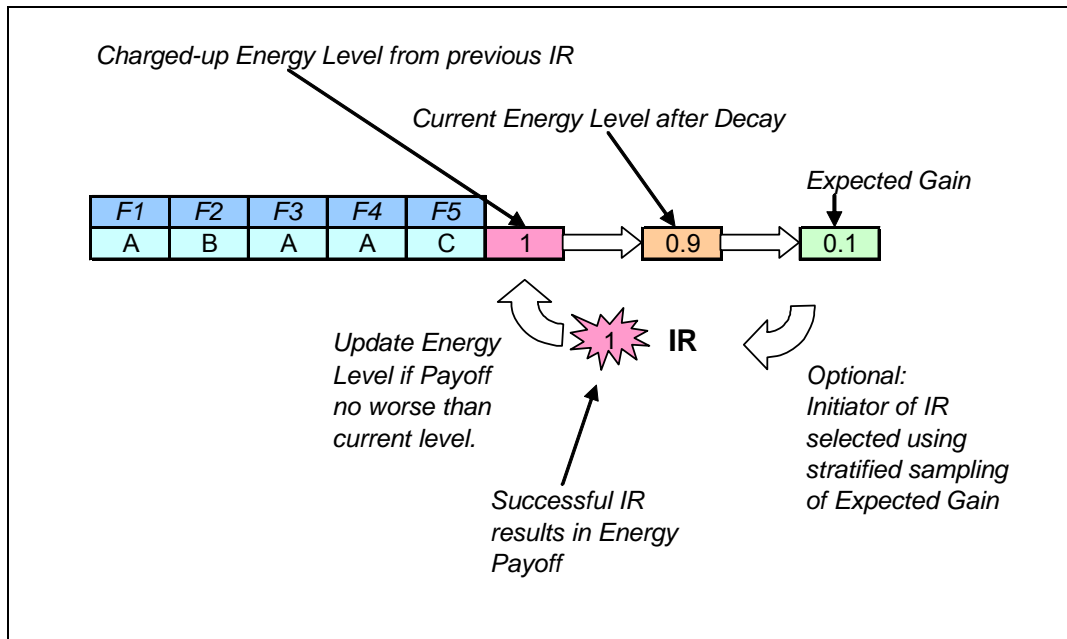 Charged-up Energy Level from previous IR
Current Energy Level after Decay
Expected Gain
F1 F2 F3 F4 F5
A B A A C 1 0.9 0.1
Update Energy
Level if Payoff
no worse than
current level.
1 IR
Optional:
Initiator of IR
selected using
stratified sampling
of Expected Gain
Successful IR
results in Energy
Payoff